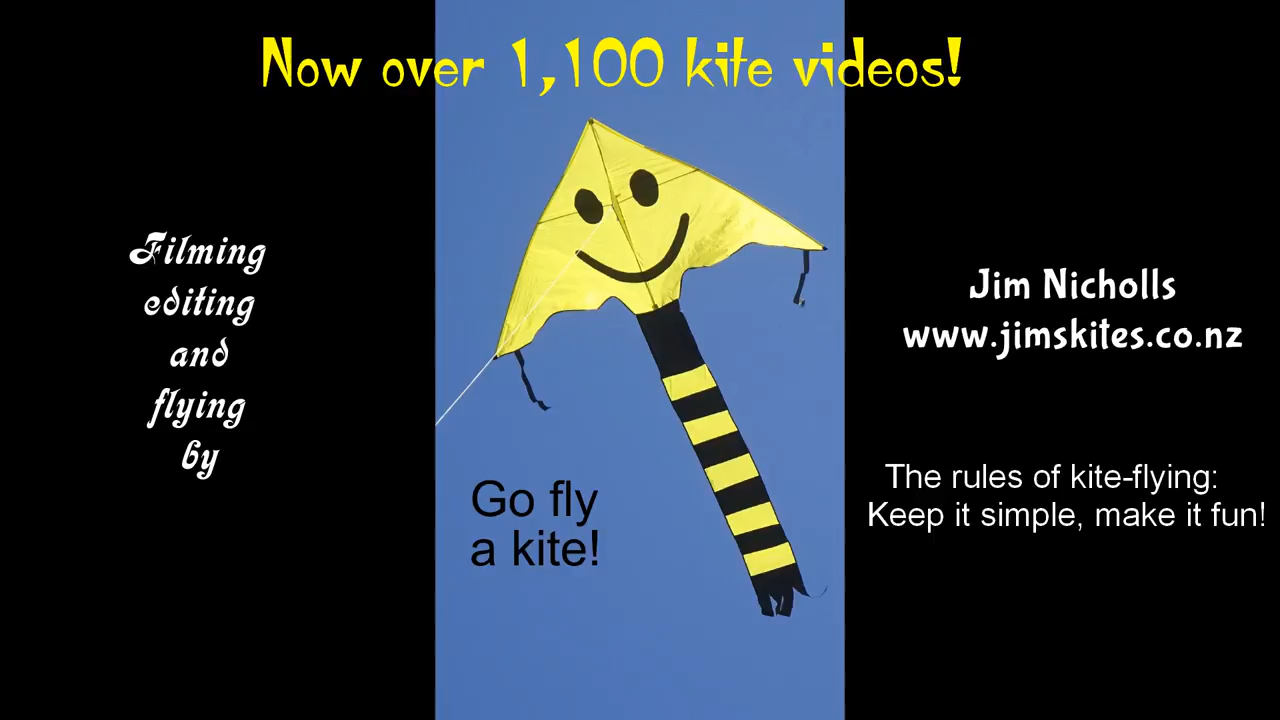 Now over 1,100 kite videos!
Filming
editing
and
flying
by
Go fly
a kite!
Jim Nicholls
www.jimskites.co.nz
The rules of kite-flying:
Keep it simple, make it fun!